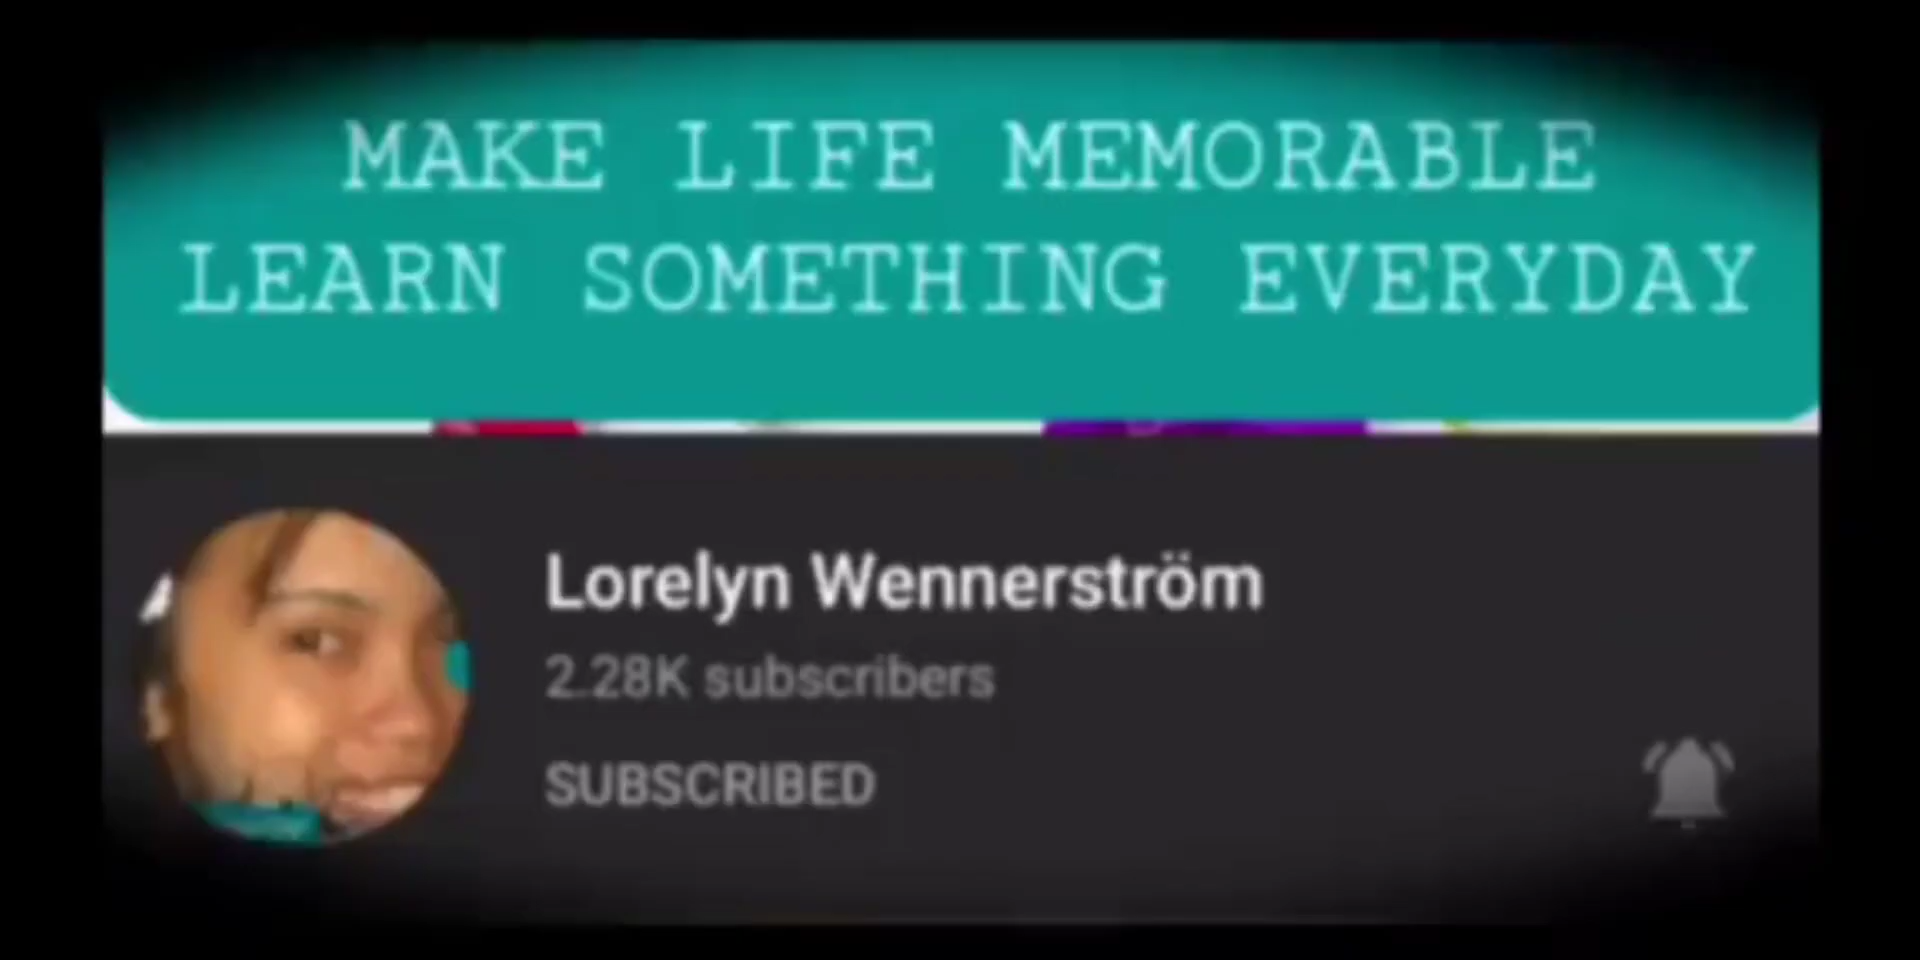 MAKE LIFE MEMORABLE
LEARN SOMETHING EVERYDAY
Lorelyn Wennerström
2.28K subscribers
SUBSCRIBED